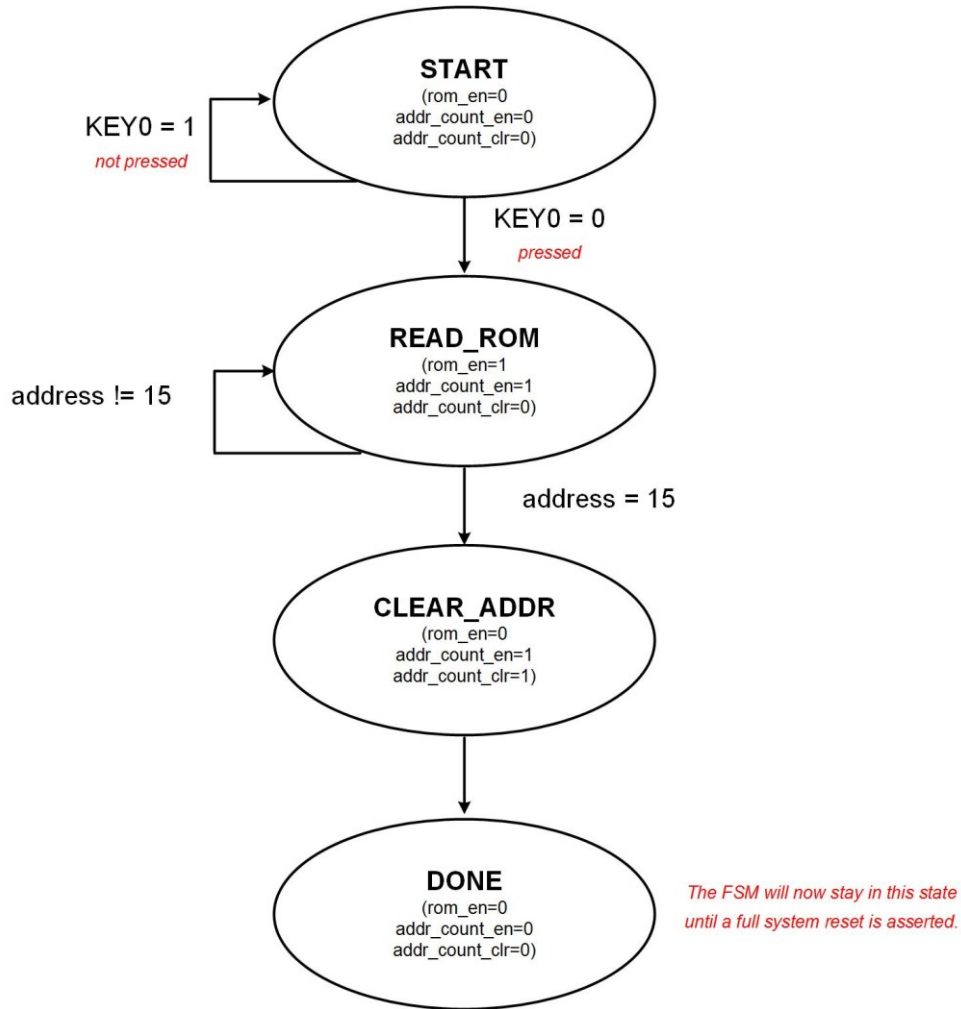 START
(rom_en=0
addr_count_en=0
addr_count_clr=0)
KEY0 = 1
not pressed
KEY0 = 0
pressed
READ_ROM
(rom_en=1
addr_count_en=1
addr_count_clr=0)
address != 15
address = 15
CLEAR_ADDR
(rom_en=0
addr_count_en=1
addr_count_clr=1)
DONE
(rom_en=0
addr_count_en=0
addr_count_clr=0)
The FSM will now stay in this state
until a full system reset is asserted.